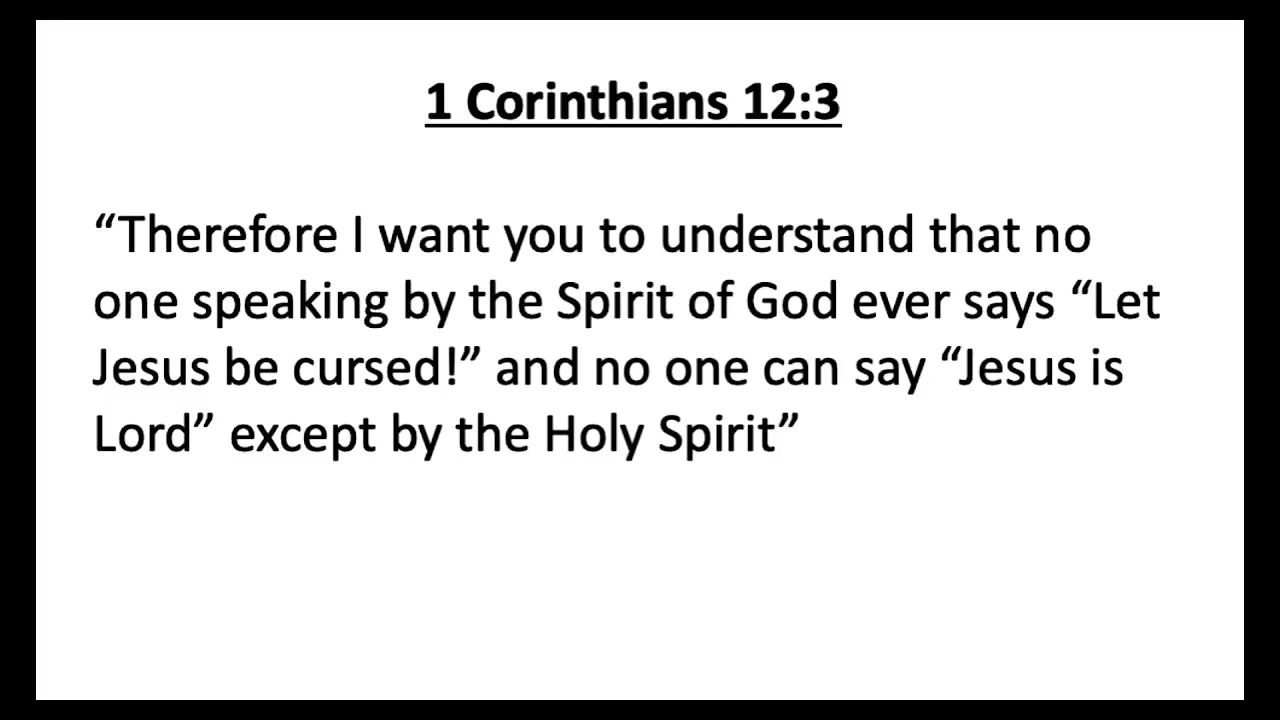 1 Corinthians 12:3
“Therefore I want you to understand that no
one speaking by the Spirit of God ever says “Let
Jesus be cursed!” and no one can say “Jesus is
Lord” except by the Holy Spirit”